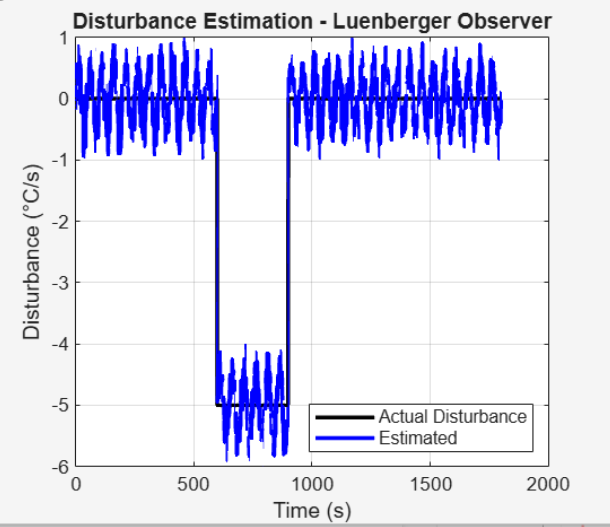 Disturbance Estimation - Luenberger Observer
1
0
-1
-2
-3
-4
-5
-6
Disturbance (°C/s)
Actual Disturbance
Estimated
0 500 1000 1500 2000
Time (s)